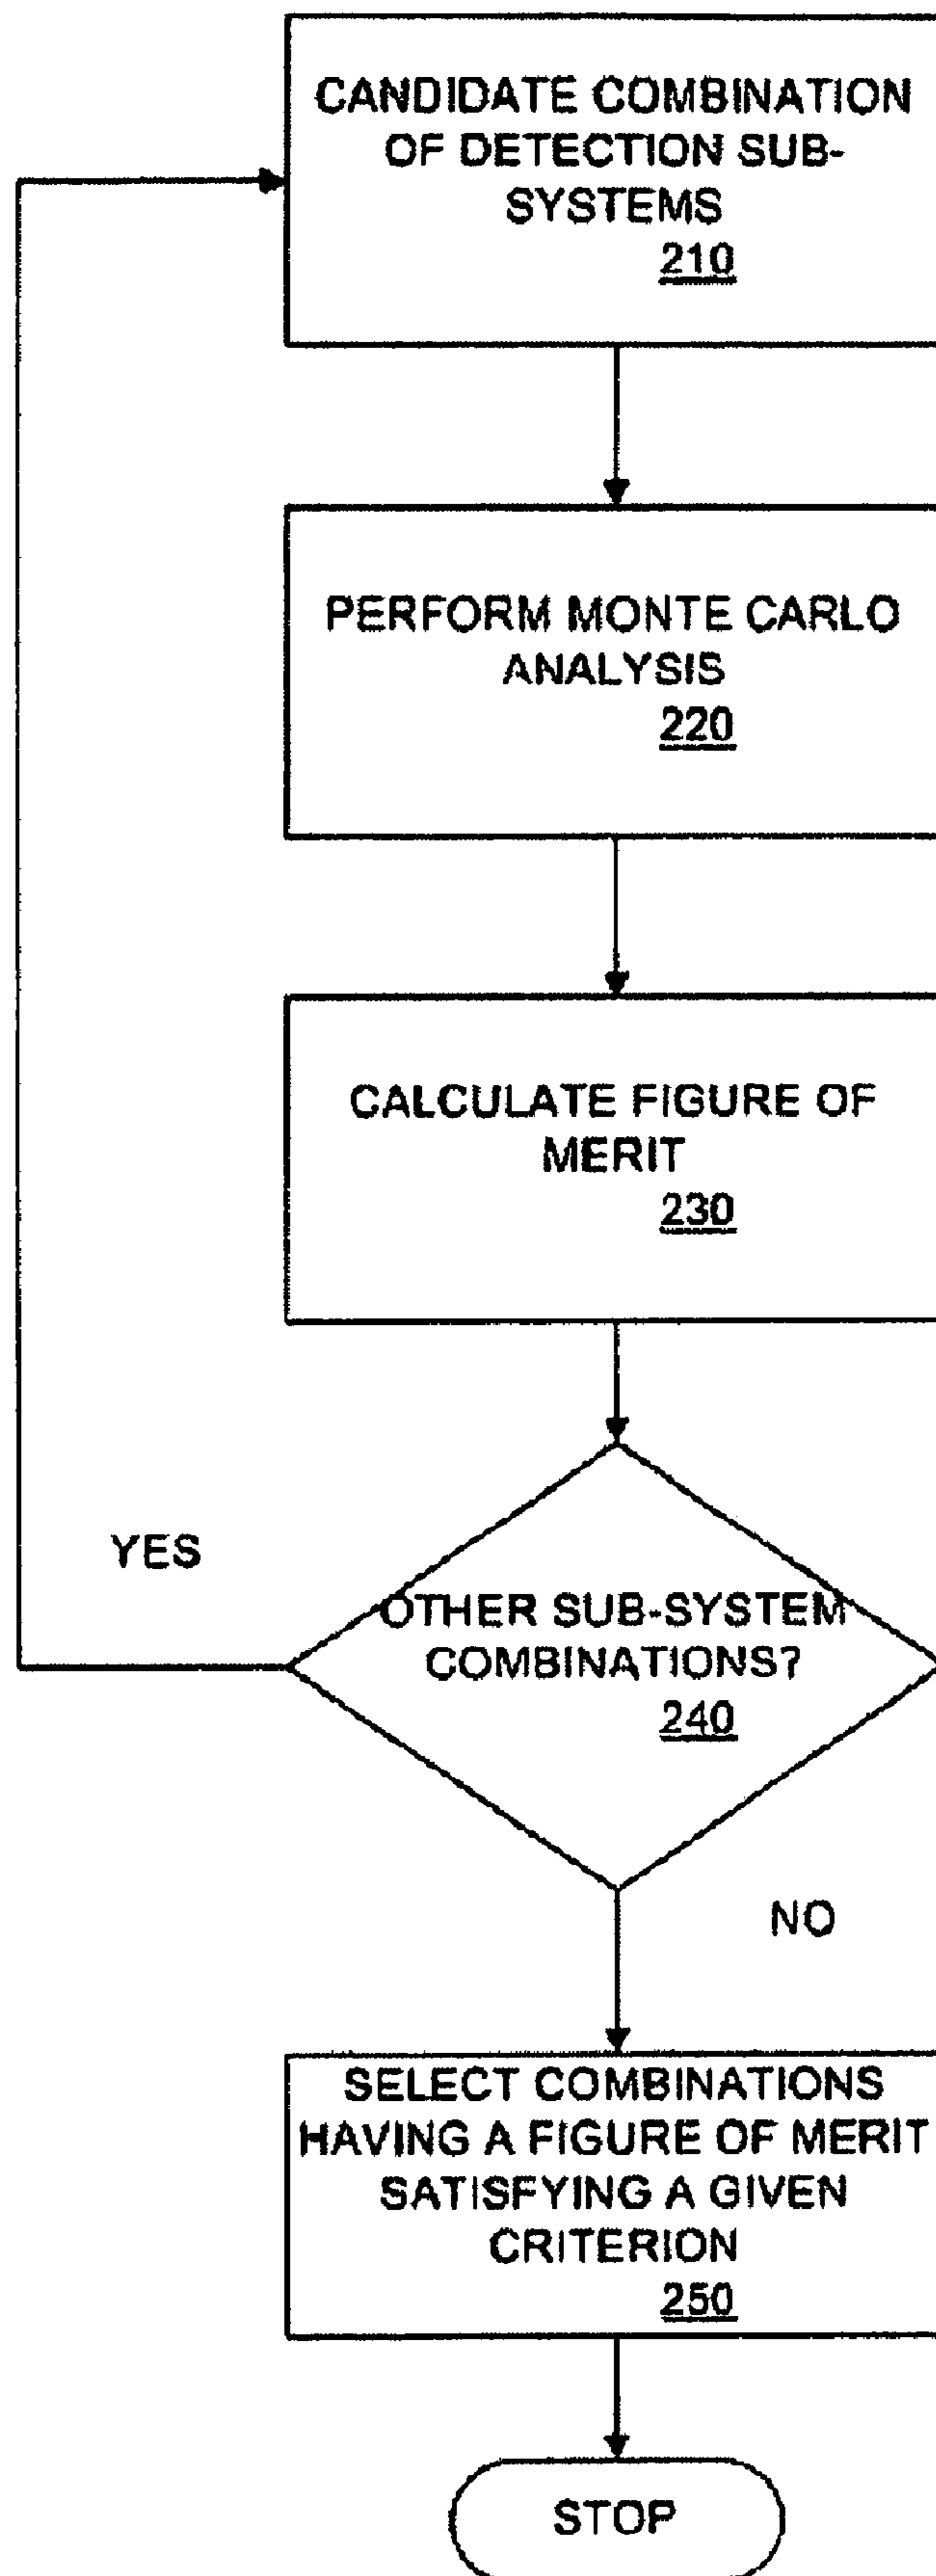 CANDIDATE COMBINATION
OF DETECTION SUB-
SYSTEMS
210
PERFORM MONTE CARLO
ANALYSIS
220
CALCULATE FIGURE OF
MERIT
230
YES
OTHER SUB-SYSTEM
COMBINATIONS?
240
NO
SELECT COMBINATIONS
HAVING A FIGURE OF MERIT
SATISFYING A GIVEN
CRITERION
250
STOP